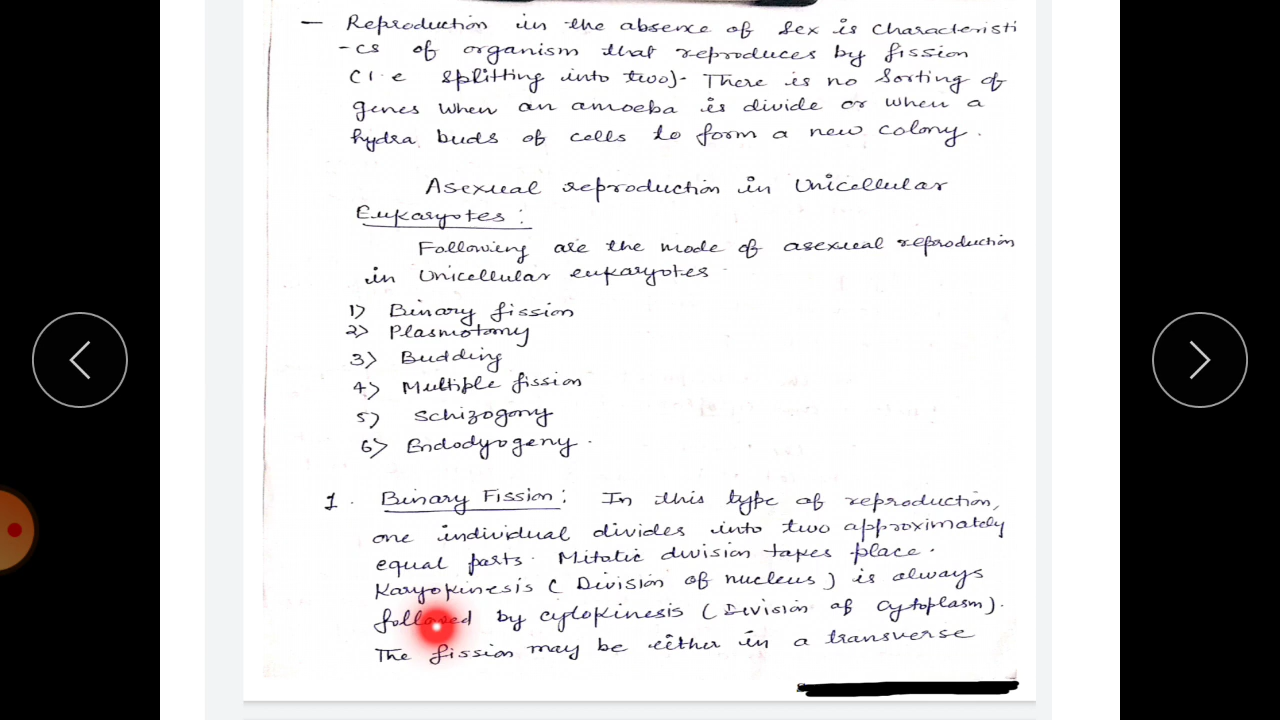 - Reproduction in the absence of sex is characteristi
-cs of organism that reproduces by fission
(i.e splitting into two). There is no sorting of
genes when an amoeba is divide or when a
hydra buds of cells to form a new colony.
Asexual reproduction in Unicellular
Eukaryotes:
Following are the mode of asexual reproduction
in Unicellular eukaryotes.
1) Binary fission
2) Plasmotomy
3) Budding
4) Multiple fission
5) Schizogony
6) Endodyogeny.
1. Binary Fission: In this type of reproduction,
one individual divides into two approximately
equal parts. Mitotic division takes place.
Karyokinesis (Division of nucleus) is always
followed by cytokinesis (Division of cytoplasm).
The fission may be either in a transverse